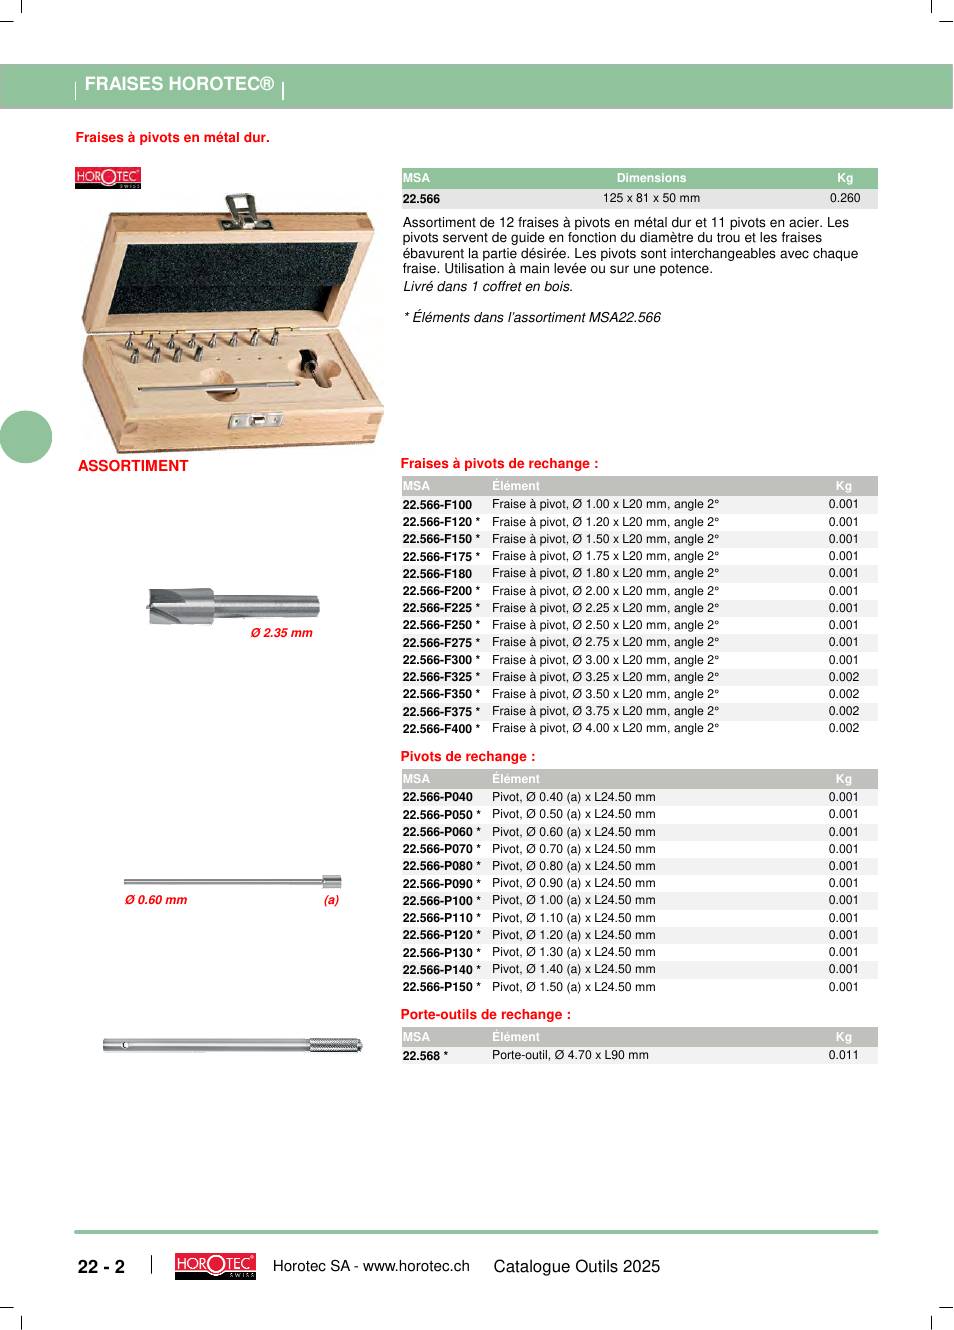 FRAISES HOROTEC®
Fraises à pivots en métal dur.
HOROTEC®
SWISS
MSA Dimensions Kg
22.566 125 x 81 x 50 mm 0.260
Assortiment de 12 fraises à pivots en métal dur et 11 pivots en acier. Les
pivots servent de guide en fonction du diamètre du trou et les fraises
ébavurent la partie désirée. Les pivots sont interchangeables avec chaque
fraise. Utilisation à main levée ou sur une potence.
Livré dans 1 coffret en bois.
* Éléments dans l'assortiment MSA22.566
ASSORTIMENT
Fraises à pivots de rechange :
MSA Élément Kg
22.566-F100 Fraise à pivot, Ø 1.00 x L20 mm, angle 2° 0.001
22.566-F120 * Fraise à pivot, Ø 1.20 x L20 mm, angle 2° 0.001
22.566-F150 * Fraise à pivot, Ø 1.50 x L20 mm, angle 2° 0.001
22.566-F175 * Fraise à pivot, Ø 1.75 x L20 mm, angle 2° 0.001
22.566-F180 Fraise à pivot, Ø 1.80 x L20 mm, angle 2° 0.001
22.566-F200 * Fraise à pivot, Ø 2.00 x L20 mm, angle 2° 0.001
22.566-F225 * Fraise à pivot, Ø 2.25 x L20 mm, angle 2° 0.001
22.566-F250 * Fraise à pivot, Ø 2.50 x L20 mm, angle 2° 0.001
22.566-F275 * Fraise à pivot, Ø 2.75 x L20 mm, angle 2° 0.001
22.566-F300 * Fraise à pivot, Ø 3.00 x L20 mm, angle 2° 0.001
22.566-F325 * Fraise à pivot, Ø 3.25 x L20 mm, angle 2° 0.002
22.566-F350 * Fraise à pivot, Ø 3.50 x L20 mm, angle 2° 0.002
22.566-F375 * Fraise à pivot, Ø 3.75 x L20 mm, angle 2° 0.002
22.566-F400 * Fraise à pivot, Ø 4.00 x L20 mm, angle 2° 0.002
Ø 2.35 mm
Pivots de rechange :
MSA Élément Kg
22.566-P040 Pivot, Ø 0.40 (a) x L24.50 mm 0.001
22.566-P050 * Pivot, Ø 0.50 (a) x L24.50 mm 0.001
22.566-P060 * Pivot, Ø 0.60 (a) x L24.50 mm 0.001
22.566-P070 * Pivot, Ø 0.70 (a) x L24.50 mm 0.001
22.566-P080 * Pivot, Ø 0.80 (a) x L24.50 mm 0.001
22.566-P090 * Pivot, Ø 0.90 (a) x L24.50 mm 0.001
22.566-P100 * Pivot, Ø 1.00 (a) x L24.50 mm 0.001
22.566-P110 * Pivot, Ø 1.10 (a) x L24.50 mm 0.001
22.566-P120 * Pivot, Ø 1.20 (a) x L24.50 mm 0.001
22.566-P130 * Pivot, Ø 1.30 (a) x L24.50 mm 0.001
22.566-P140 * Pivot, Ø 1.40 (a) x L24.50 mm 0.001
22.566-P150 * Pivot, Ø 1.50 (a) x L24.50 mm 0.001
Ø 0.60 mm (a)
Porte-outils de rechange :
MSA Élément Kg
22.568 * Porte-outil, Ø 4.70 x L90 mm 0.011
22 - 2
HOROTEC®
SWISS
Horotec SA - www.horotec.ch Catalogue Outils 2025